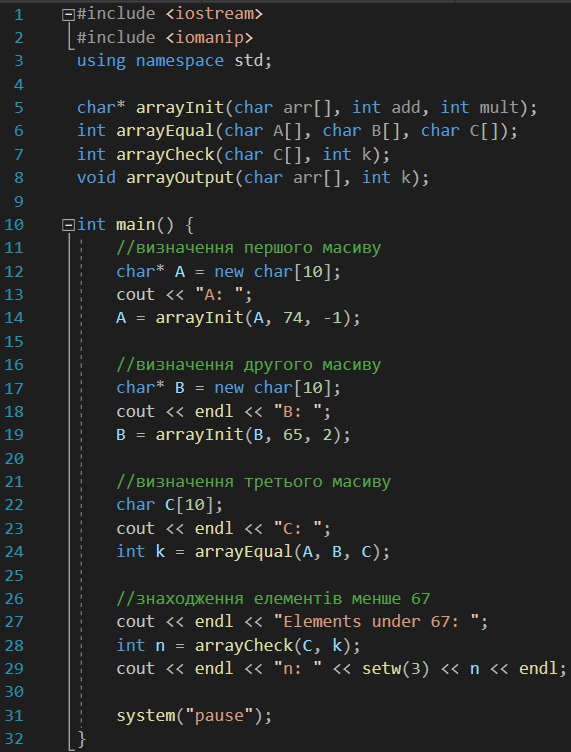 1 #include <iostream>
2 #include <iomanip>
3 using namespace std;
4
5 char* arrayInit(char arr[], int add, int mult);
6 int arrayEqual(char A[], char B[], char C[]);
7 int arrayCheck(char C[], int k);
8 void arrayOutput(char arr[], int k);
9
10 int main() {
11 //визначення першого масиву
12 char* A = new char[10];
13 cout << "A: ";
14 A = arrayInit(A, 74, -1);
15
16 //визначення другого масиву
17 char* B = new char[10];
18 cout << endl << "B: ";
19 B = arrayInit(B, 65, 2);
20
21 //визначення третього масиву
22 char C[10];
23 cout << endl << "C: ";
24 int k = arrayEqual(A, B, C);
25
26 //знаходження елементів менше 67
27 cout << endl << "Elements under 67: ";
28 int n = arrayCheck(C, k);
29 cout << endl << "n: " << setw(3) << n << endl;
30
31 system("pause");
32 }